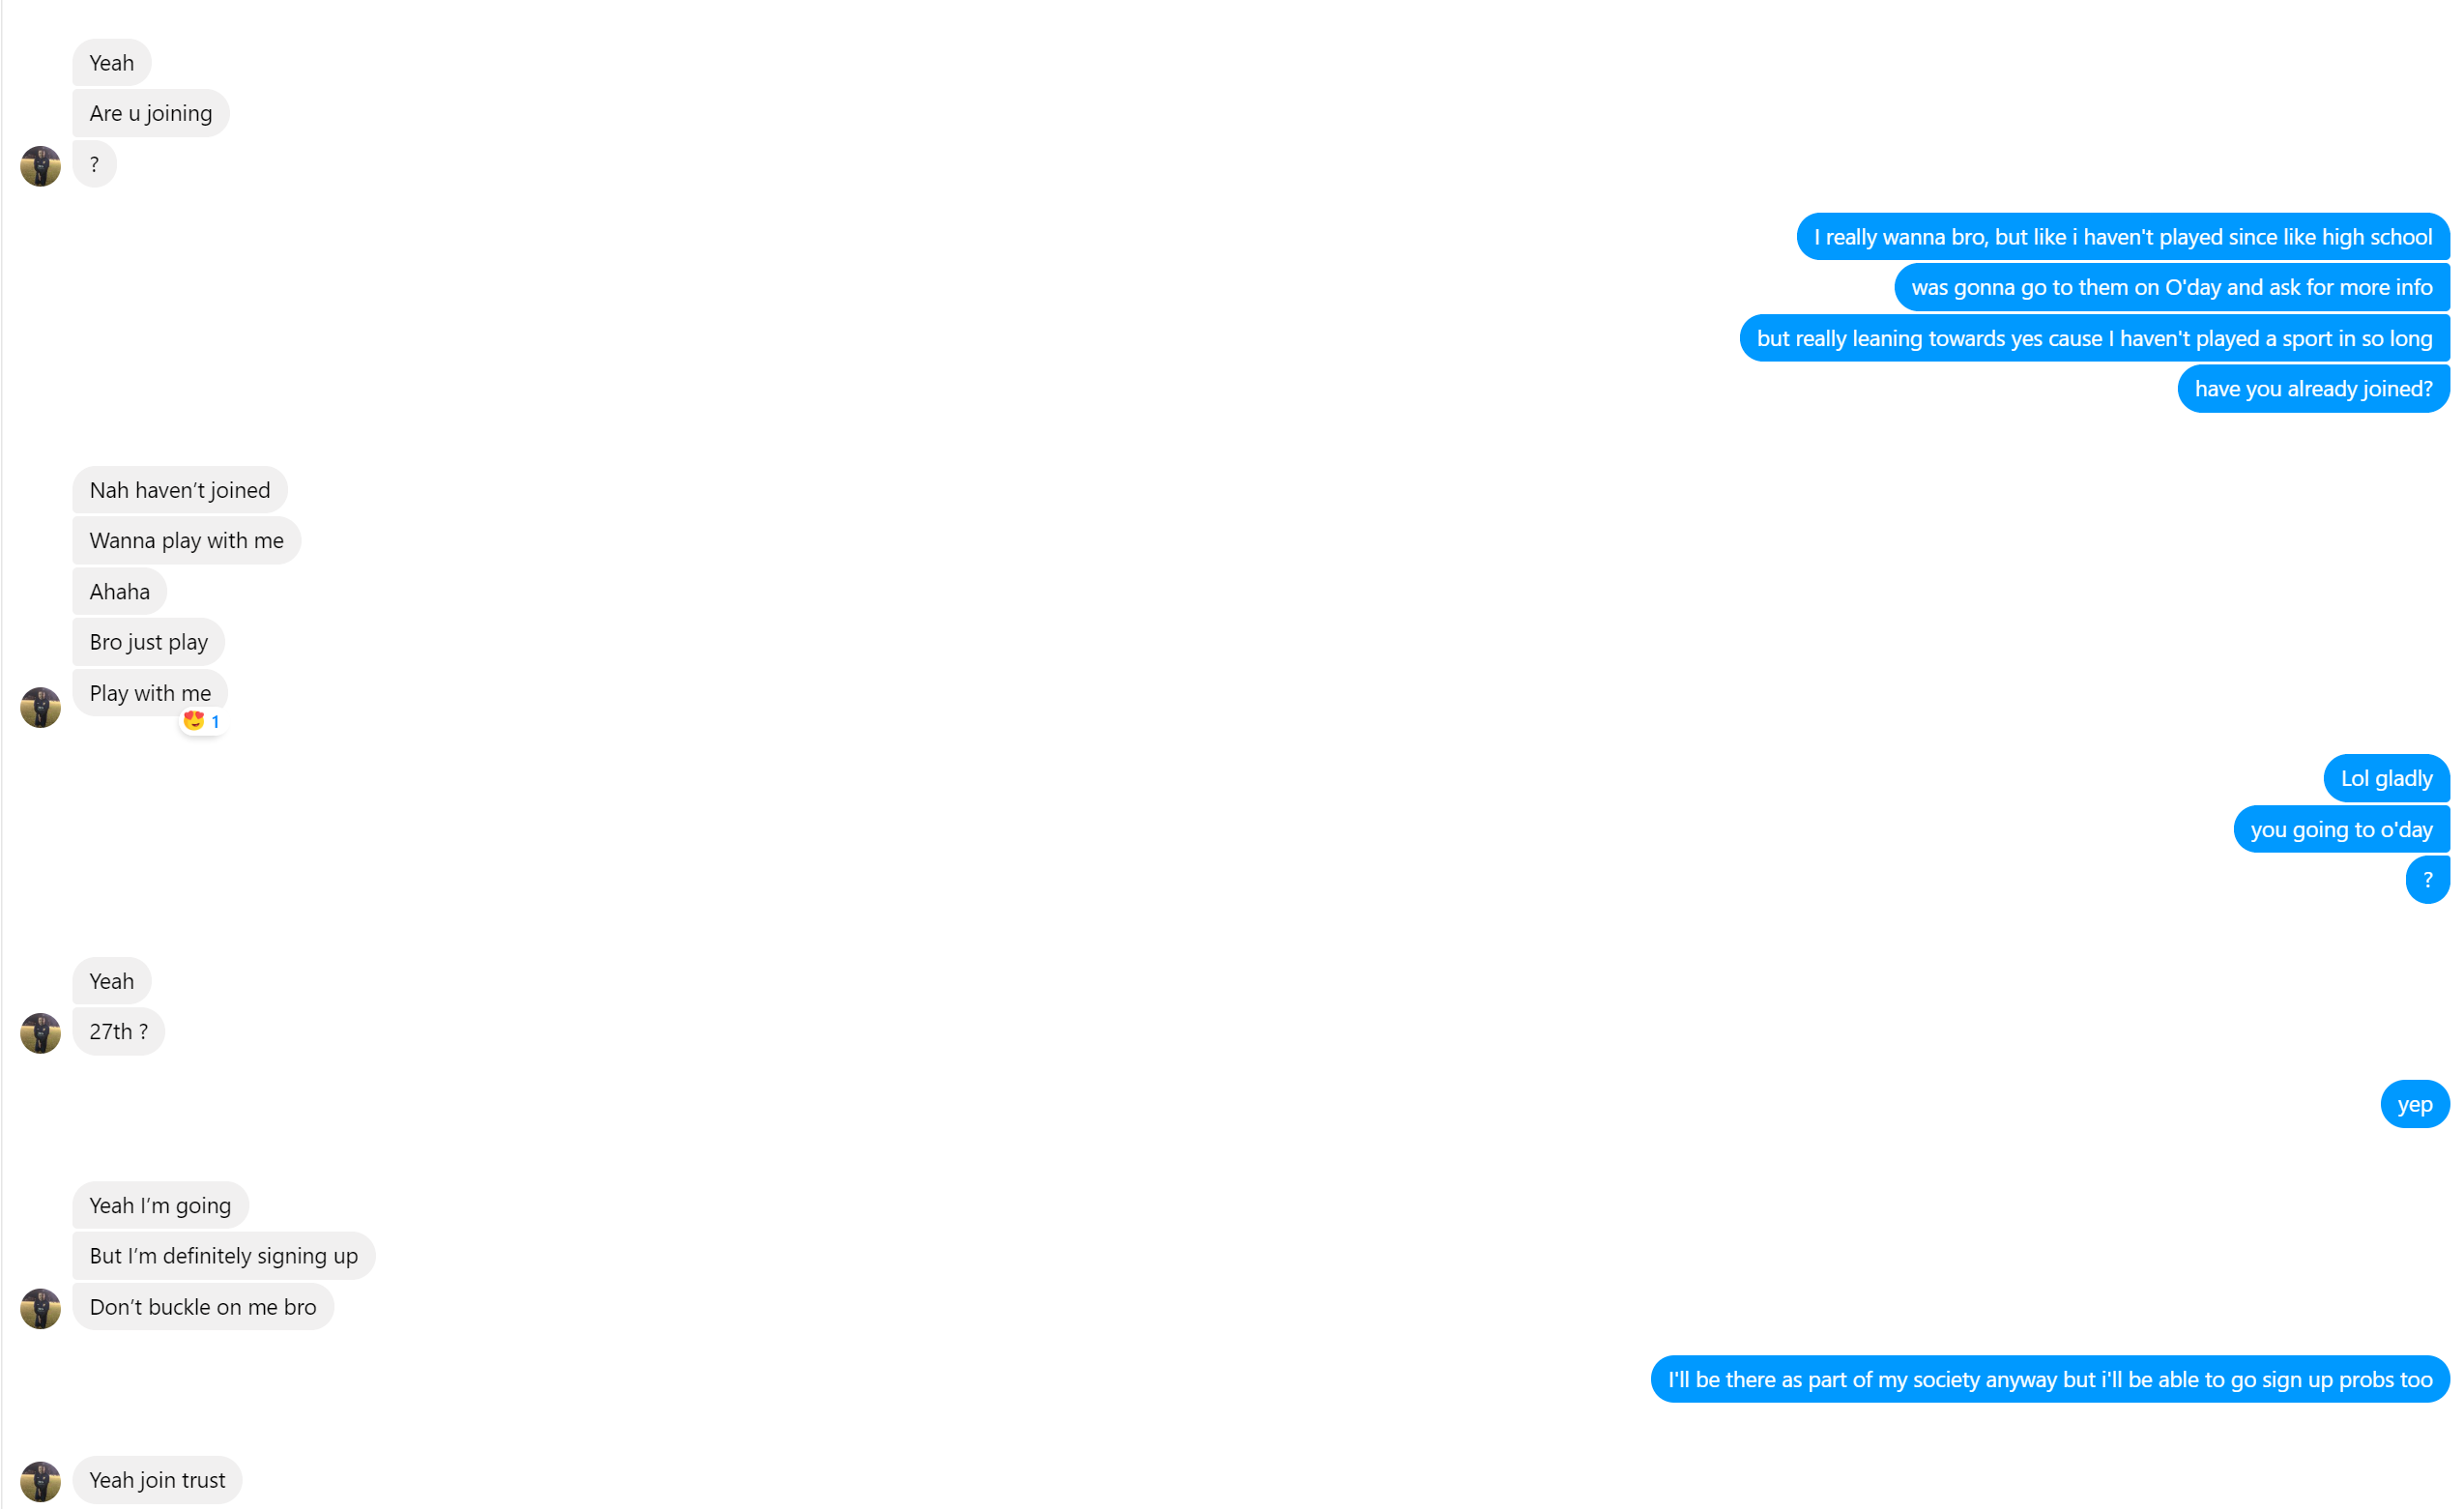 Yeah
Are u joining
?
I really wanna bro, but like i haven't played since like high school
was gonna go to them on O'day and ask for more info
but really leaning towards yes cause I haven't played a sport in so long
have you already joined?
Nah haven’t joined
Wanna play with me
Ahaha
Bro just play
Play with me
😍 1
Lol gladly
you going to o'day
?
Yeah
27th ?
yep
Yeah I’m going
But I’m definitely signing up
Don’t buckle on me bro
I'll be there as part of my society anyway but i'll be able to go sign up probs too
Yeah join trust